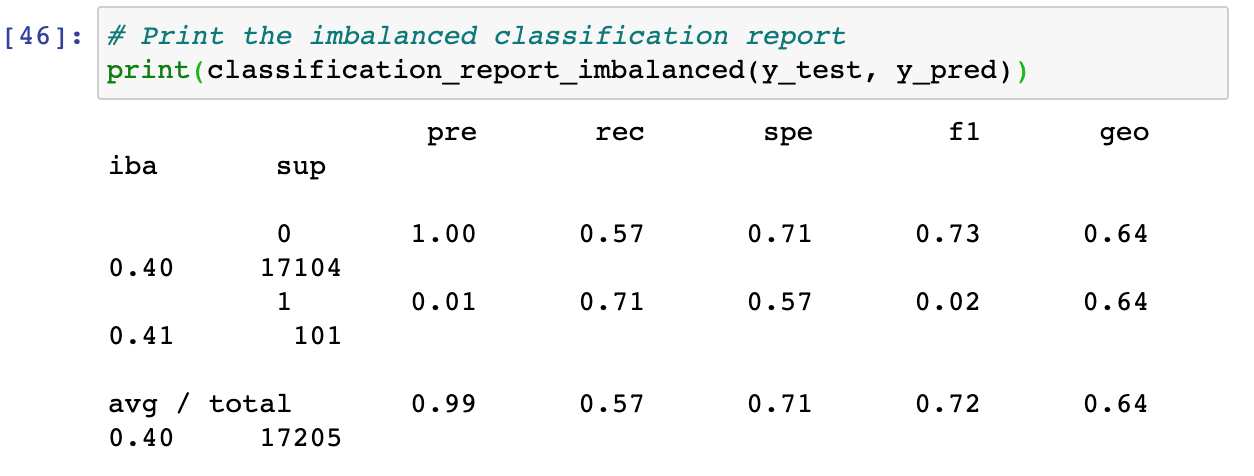 [46]: # Print the imbalanced classification report
print(classification_report_imbalanced(y_test, y_pred))
pre rec spe f1 geo
iba sup
0 1.00 0.57 0.71 0.73 0.64
0.40 17104
1 0.01 0.71 0.57 0.02 0.64
0.41 101
avg / total 0.99 0.57 0.71 0.72 0.64
0.40 17205